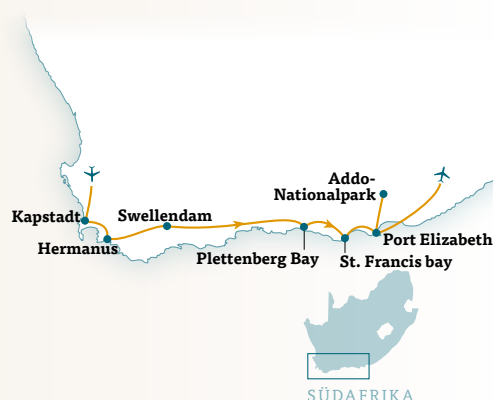 Addo-
Nationalpark
Kapstadt
Swellendam
Hermanus
Port Elizabeth
Plettenberg Bay
St. Francis bay
SÜDAFRIKA